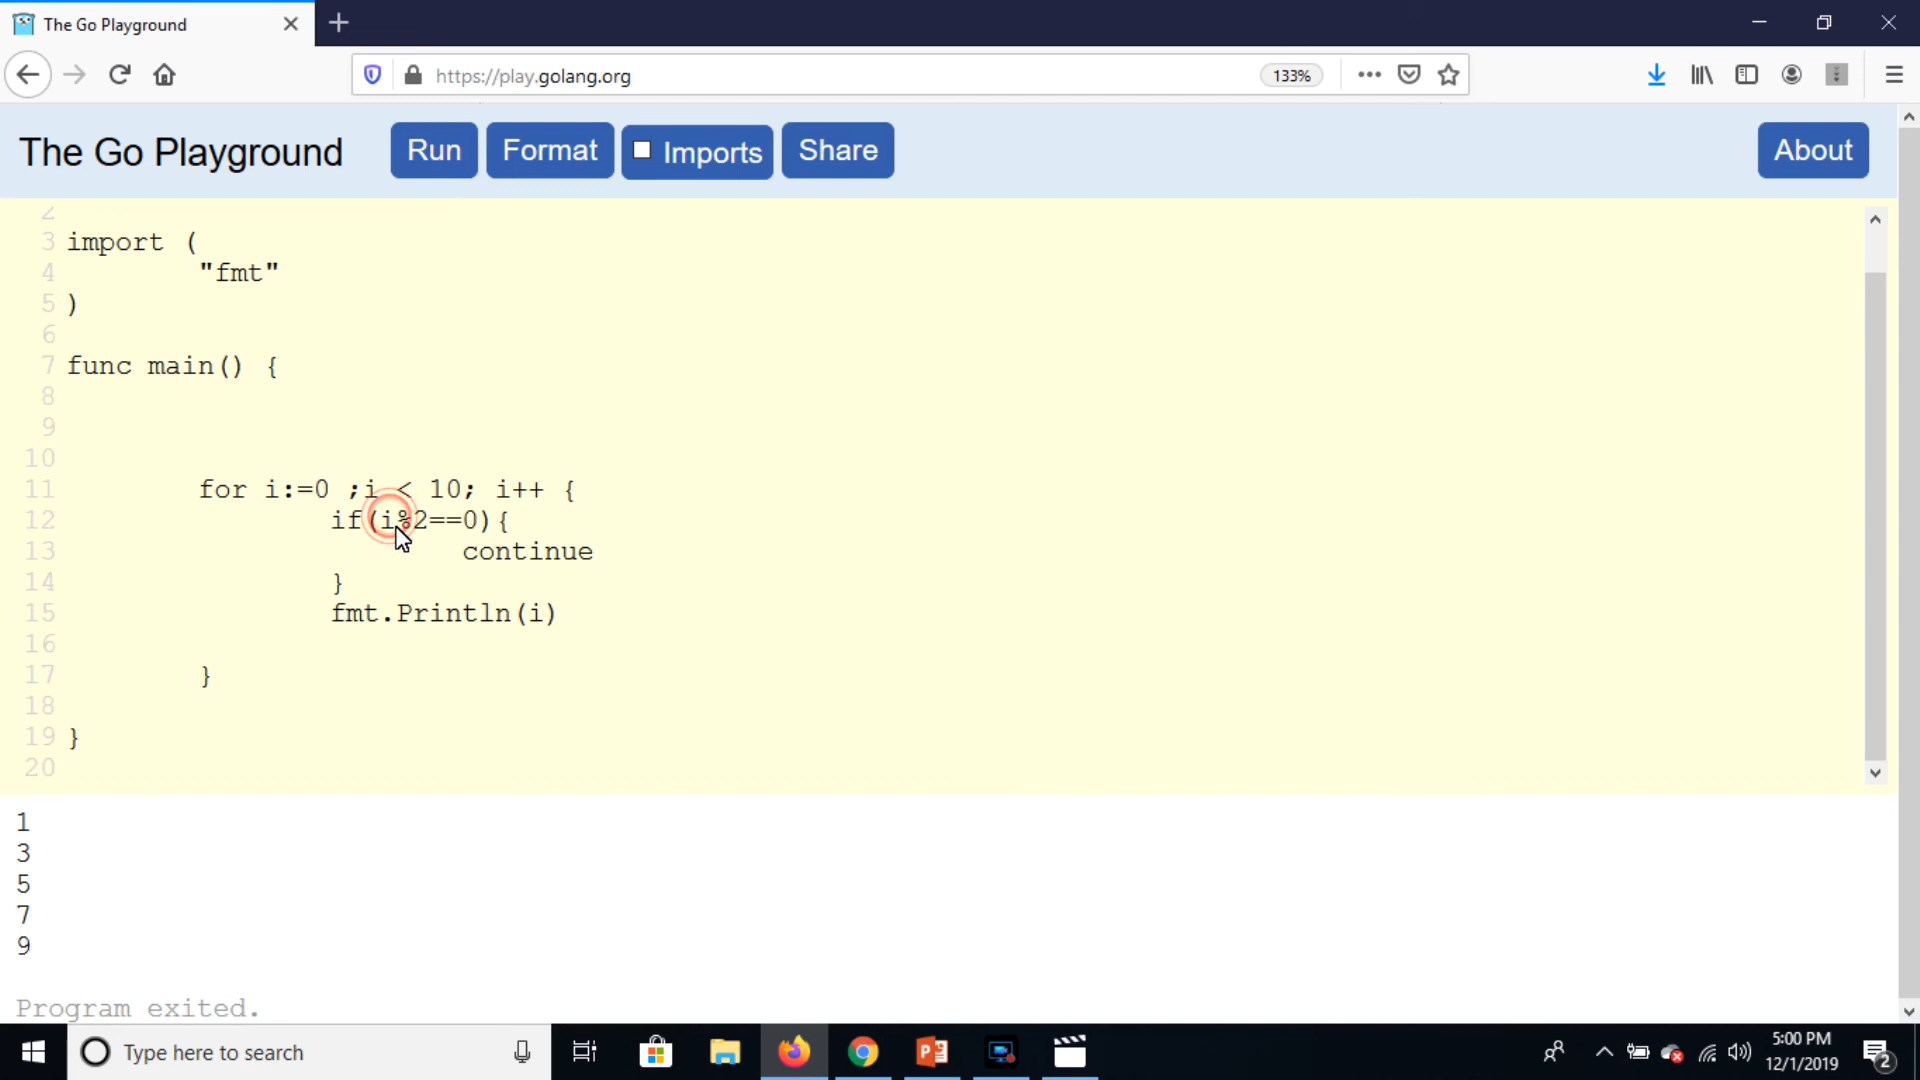 The Go Playground
https://play.golang.org
133%
The Go Playground
Run
Format
Imports
Share
About
2
3 import (
4 "fmt"
5 )
6
7 func main() {
8
9
10
11 for i:=0 ;i < 10; i++ {
12 if(i%2==0){
13 continue
14 }
15 fmt.Println(i)
16
17 }
18
19 }
20
1
3
5
7
9
Program exited.
Type here to search
5:00 PM
12/1/2019
2